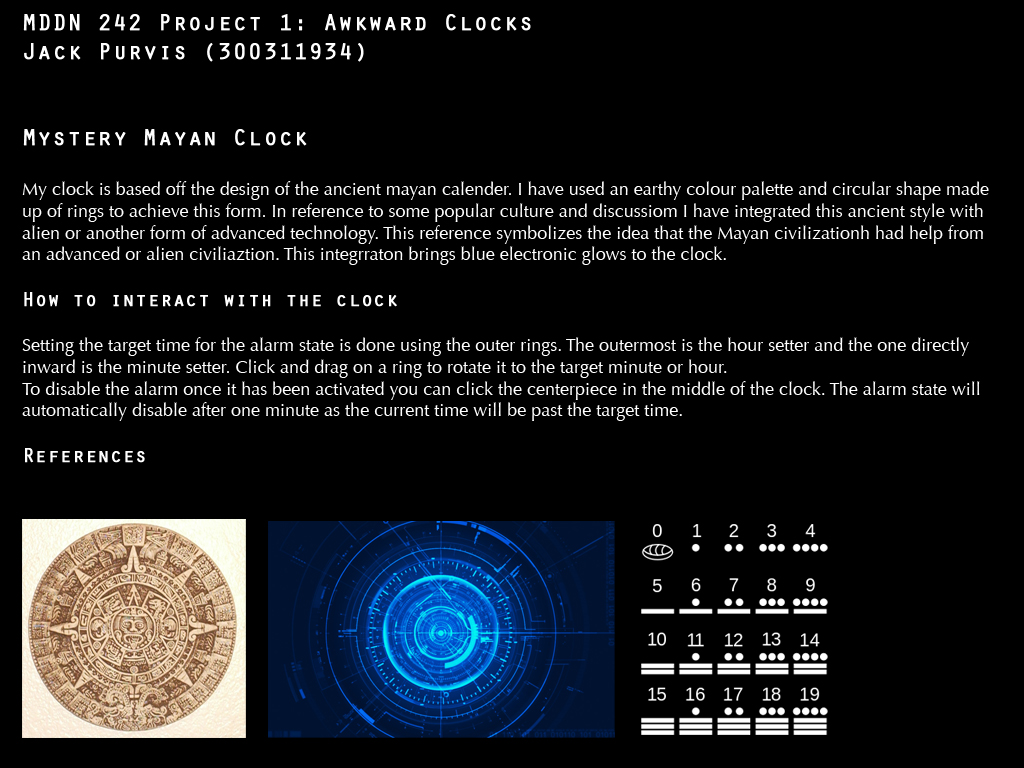 MDDN 242 Project 1: Awkward Clocks
Jack Purvis (300311934)
Mystery Mayan Clock
My clock is based off the design of the ancient mayan calender. I have used an earthy colour palette and circular shape made
up of rings to achieve this form. In reference to some popular culture and discussiom I have integrated this ancient style with
alien or another form of advanced technology. This reference symbolizes the idea that the Mayan civilizationh had help from
an advanced or alien civiliaztion. This integrraton brings blue electronic glows to the clock.
How to interact with the clock
Setting the target time for the alarm state is done using the outer rings. The outermost is the hour setter and the one directly
inward is the minute setter. Click and drag on a ring to rotate it to the target minute or hour.
To disable the alarm once it has been activated you can click the centerpiece in the middle of the clock. The alarm state will
automatically disable after one minute as the current time will be past the target time.
References
0 1 2 3 4
5 6 7 8 9
10 11 12 13 14
15 16 17 18 19